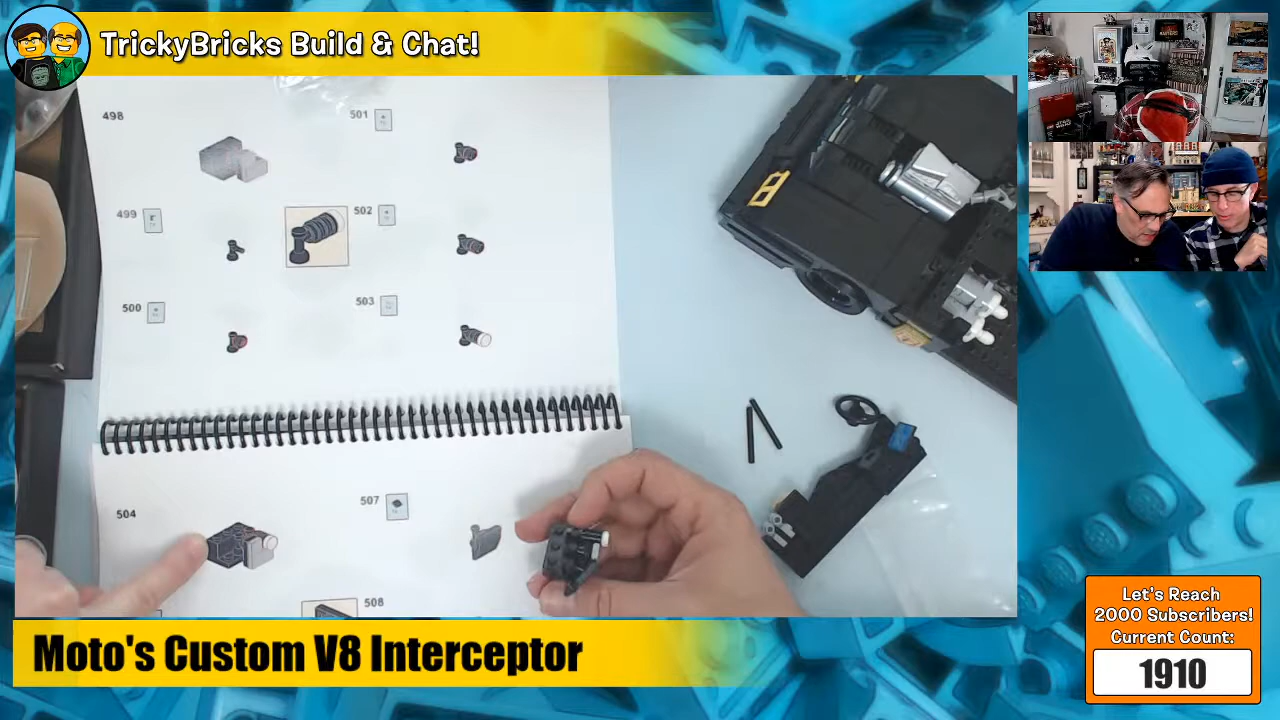 TrickyBricks Build & Chat!
498
501
499
502
500
503
504
507
508
Moto's Custom V8 Interceptor
Let's Reach
2000 Subscribers!
Current Count:
1910